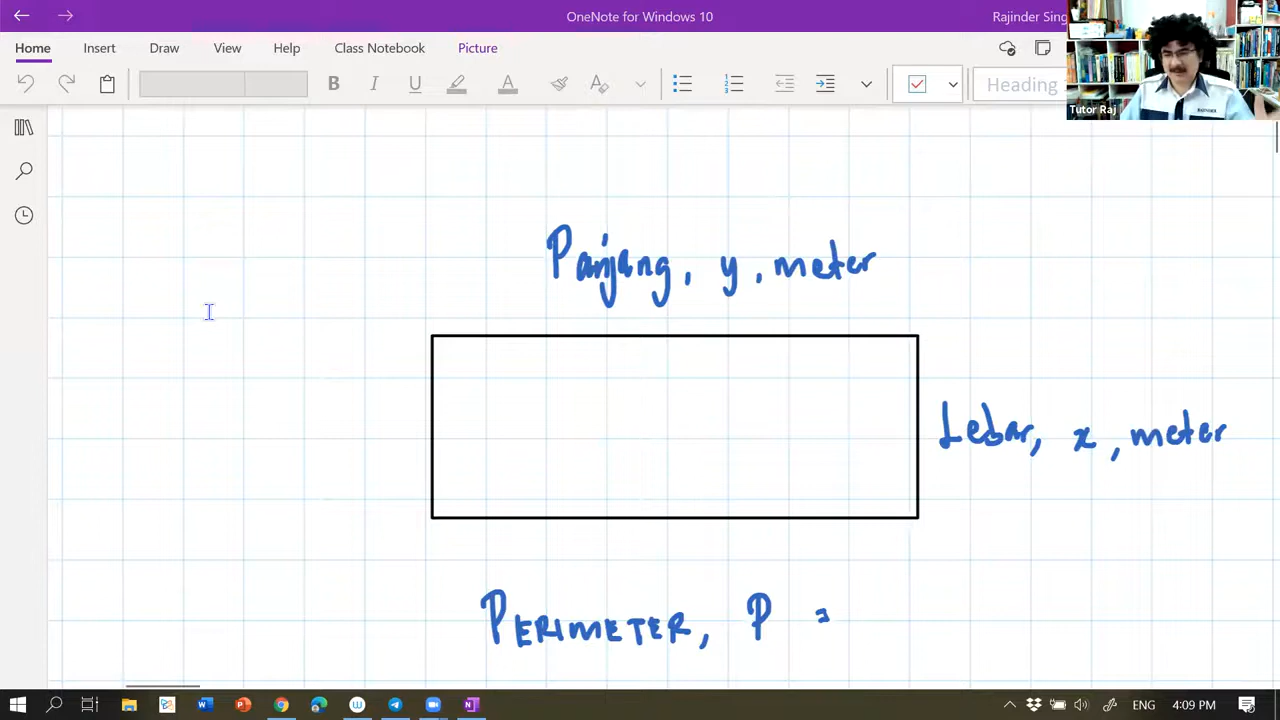 OneNote for Windows 10
Rajinder Sing
Home Insert Draw View Help Class Notebook Picture
B I U A A Heading
Tutor Raj
Panjang, y, meter
Lebar, x, meter
PERIMETER, P =
ENG 4:09 PM